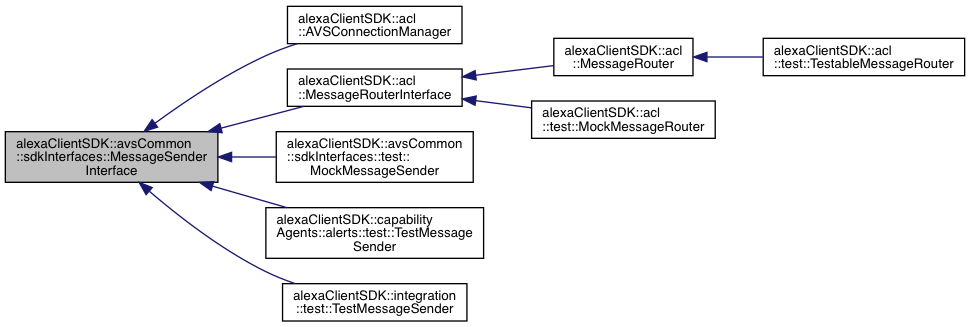 alexaClientSDK::acl
::AVSConnectionManager
alexaClientSDK::acl
::MessageRouter
alexaClientSDK::acl
::test::TestableMessageRouter
alexaClientSDK::acl
::MessageRouterInterface
alexaClientSDK::acl
::test::MockMessageRouter
alexaClientSDK::avsCommon
::sdkInterfaces::MessageSender
Interface
alexaClientSDK::avsCommon
::sdkInterfaces::test::
MockMessageSender
alexaClientSDK::capability
Agents::alerts::test::TestMessage
Sender
alexaClientSDK::integration
::test::TestMessageSender